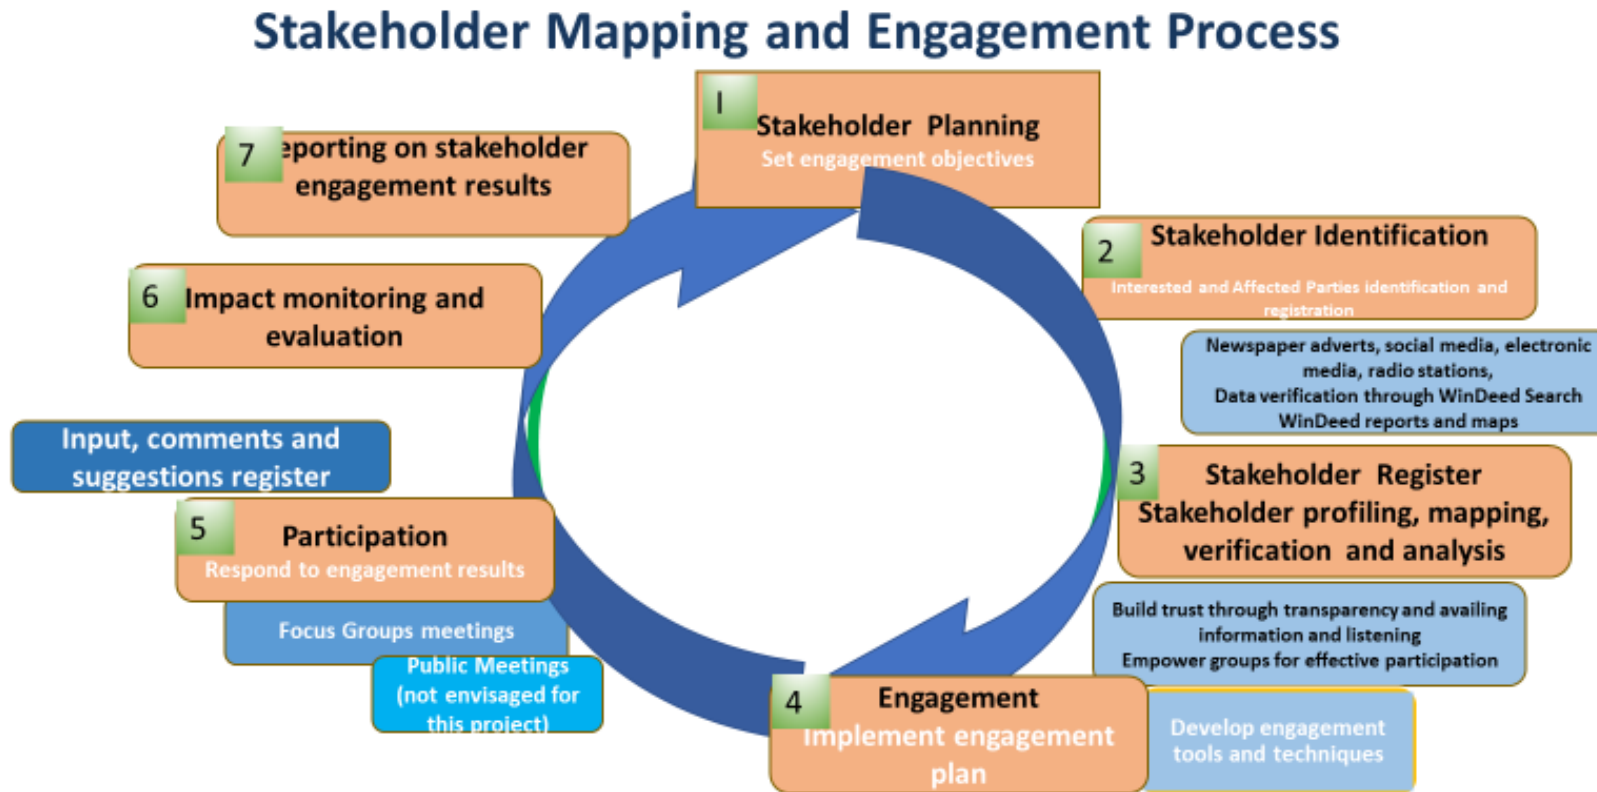 Stakeholder Mapping and Engagement Process
1
Stakeholder Planning
Set engagement objectives
2
Stakeholder Identification
Interested and Affected Parties identification and
registration
Newspaper adverts, social media, electronic
media, radio stations,
Data verification through WinDeed Search
WinDeed reports and maps
3
Stakeholder Register
Stakeholder profiling, mapping,
verification and analysis
Build trust through transparency and availing
information and listening
Empower groups for effective participation
4
Engagement
Implement engagement
plan
Develop engagement
tools and techniques
5
Participation
Respond to engagement results
Focus Groups meetings
Public Meetings
(not envisaged for
this project)
Input, comments and
suggestions register
6
Impact monitoring and
evaluation
7
eporting on stakeholder
engagement results